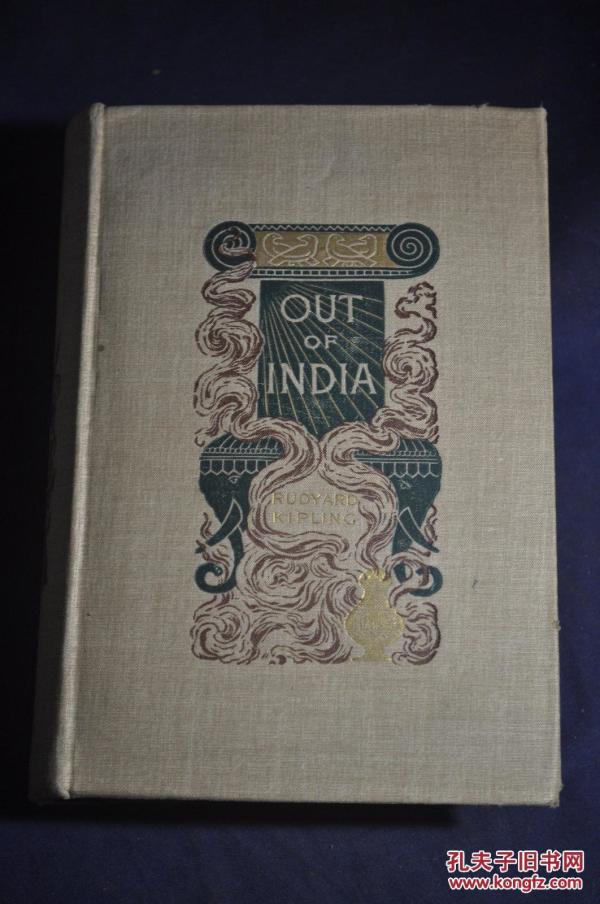 OUT
OF
INDIA
RUDYARD
KIPLING
孔夫子旧书网
www.kongfz.com